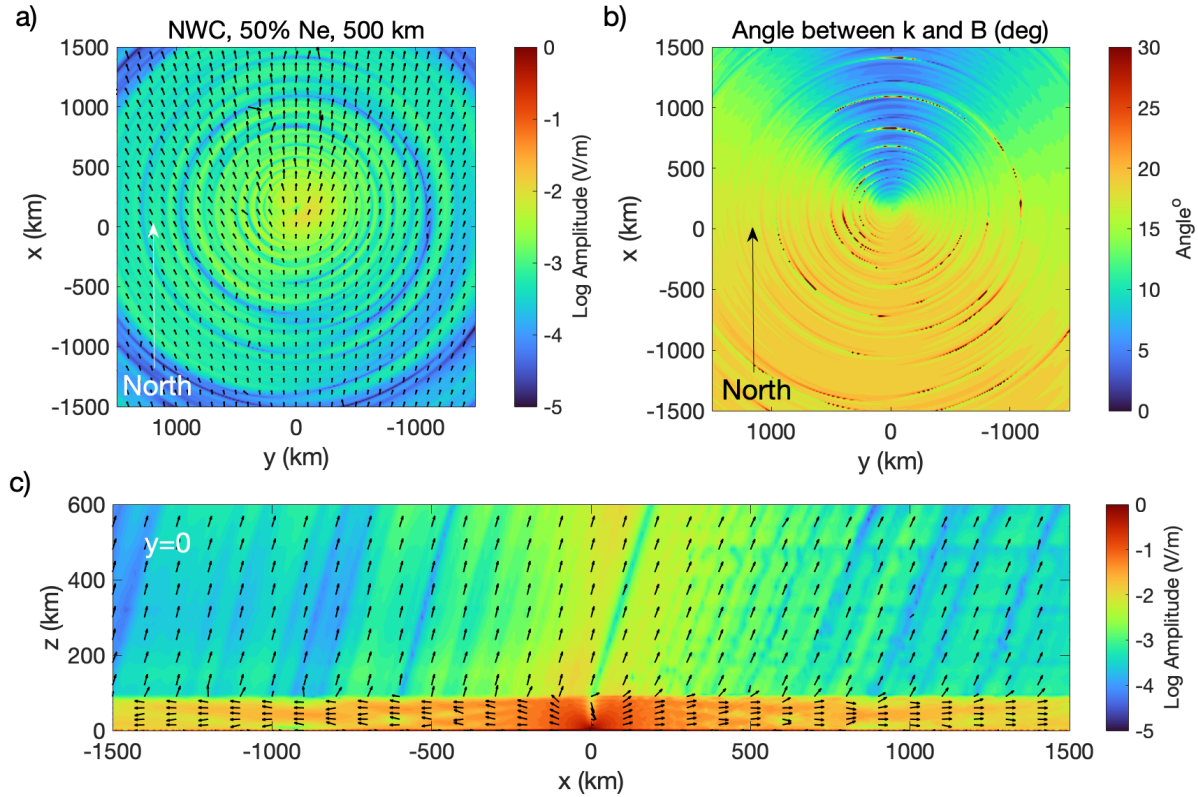 a)
NWC, 50% Ne, 500 km
1500
1000
500
0
-500
-1000
-1500
x (km)
North
1000
0
-1000
y (km)
0
-1
-2
-3
-4
-5
Log Amplitude (V/m)
b)
Angle between k and B (deg)
1500
1000
500
0
-500
-1000
-1500
x (km)
North
1000
0
-1000
y (km)
30
25
20
15
10
5
0
Angle°
c)
600
400
200
0
z (km)
y=0
-1500
-1000
-500
0
500
1000
1500
x (km)
0
-1
-2
-3
-4
-5
Log Amplitude (V/m)